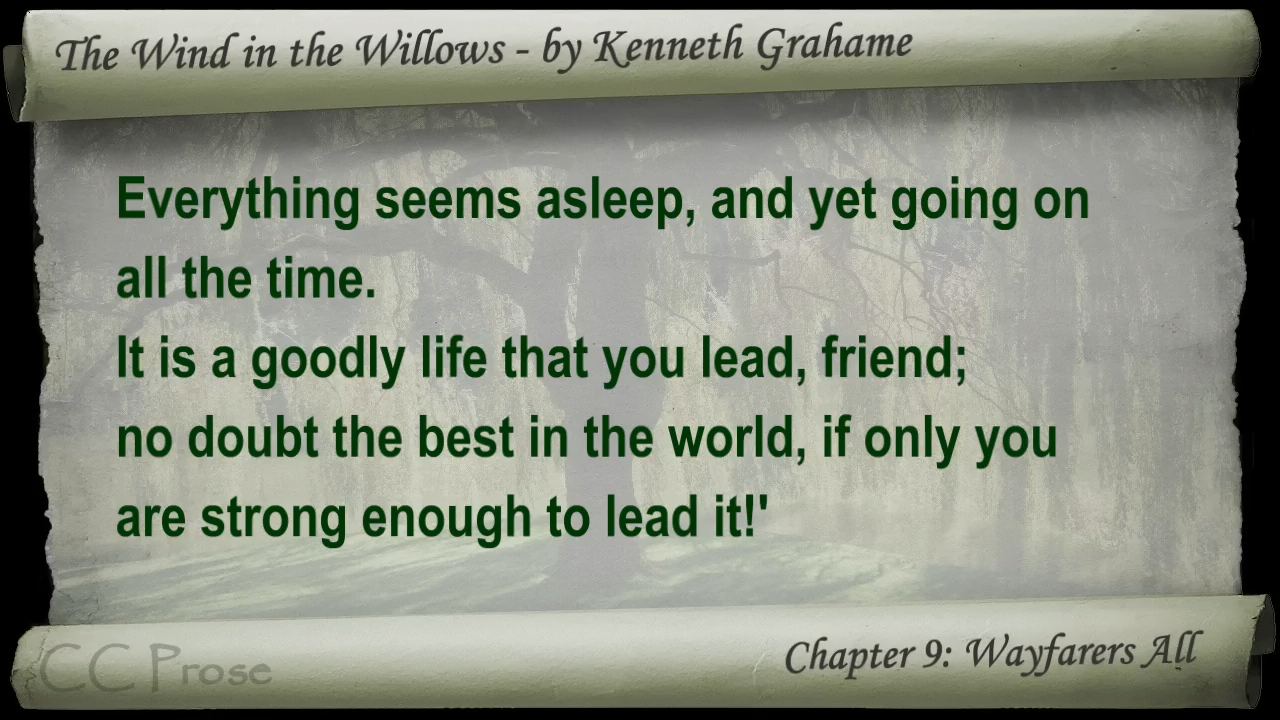 The Wind in the Willows - by Kenneth Grahame
Everything seems asleep, and yet going on
all the time.
It is a goodly life that you lead, friend;
no doubt the best in the world, if only you
are strong enough to lead it!'
CC Prose
Chapter 9: Wayfarers All